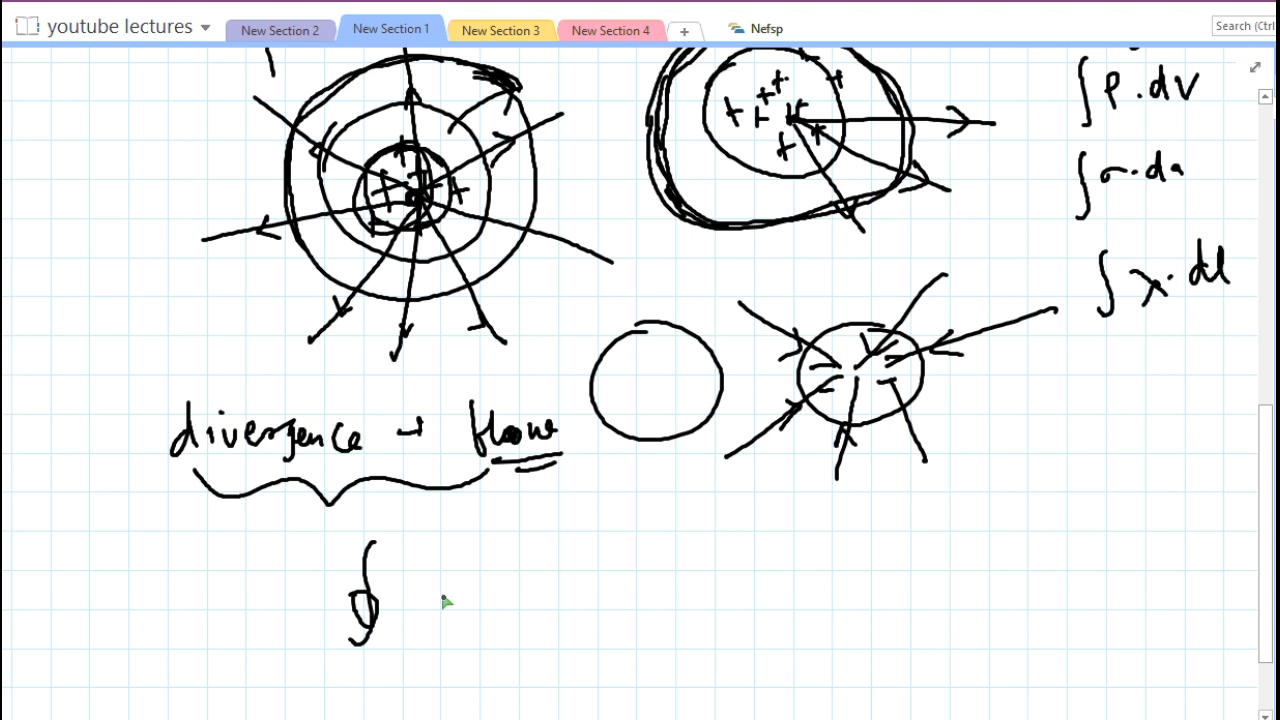 youtube lectures
New Section 2
New Section 1
New Section 3
New Section 4
+
Nefsp
Search (Ctrl
∫ ρ . dV
∫ σ . da
∫ λ . dl
divergence →
∮